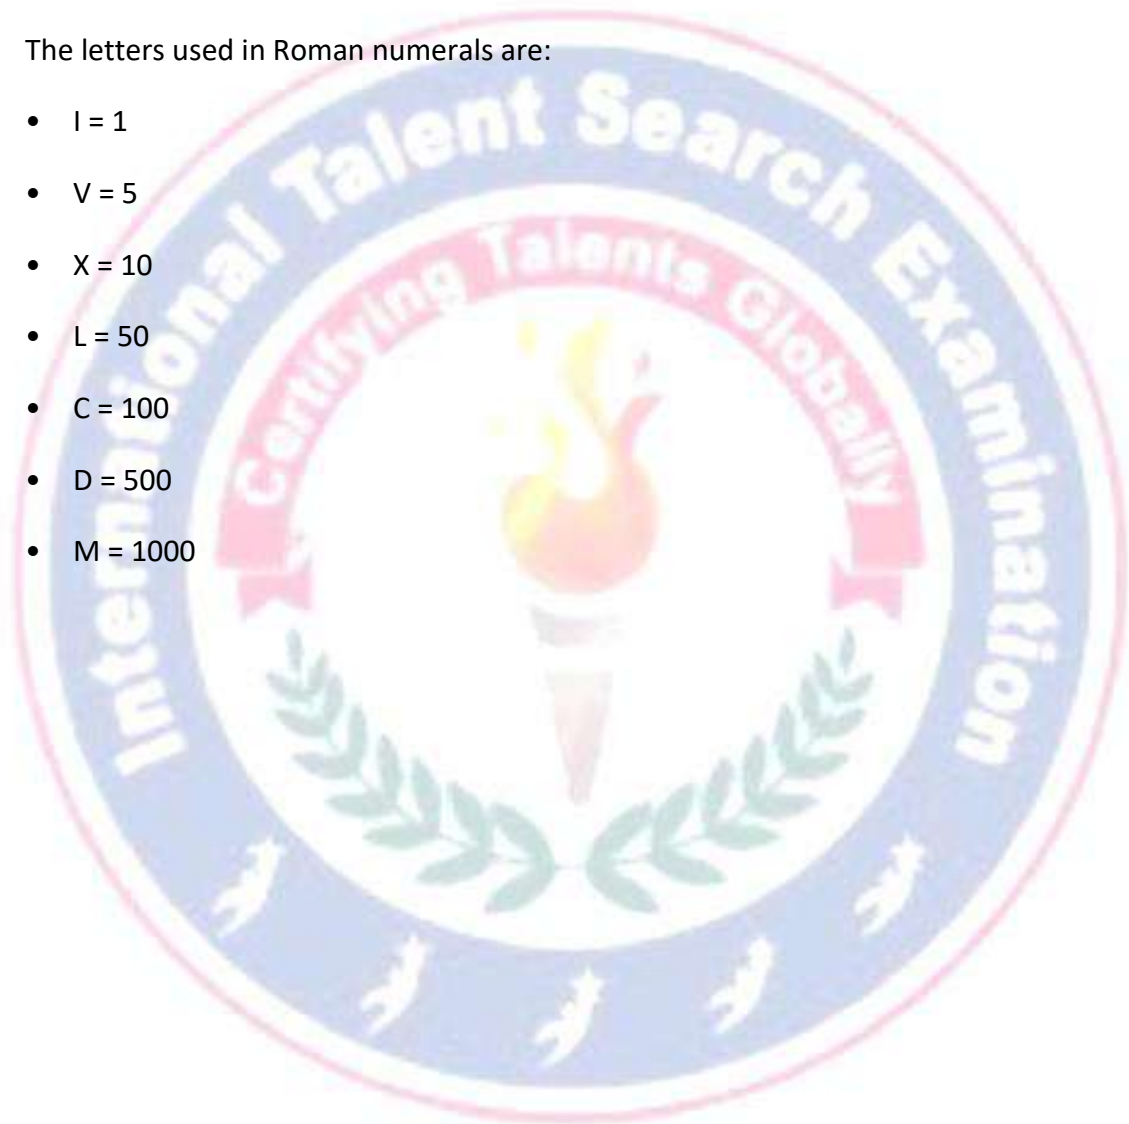 The letters used in Roman numerals are:
• I = 1
• V = 5
• X = 10
• L = 50
• C = 100
• D = 500
• M = 1000
International Talent Search Examination
Certifying Talents Globally